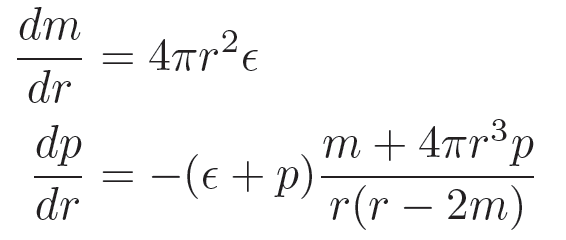 dm/dr = 4πr²ϵ
dp/dr = −(ϵ + p) (m + 4πr³p)/(r(r − 2m))